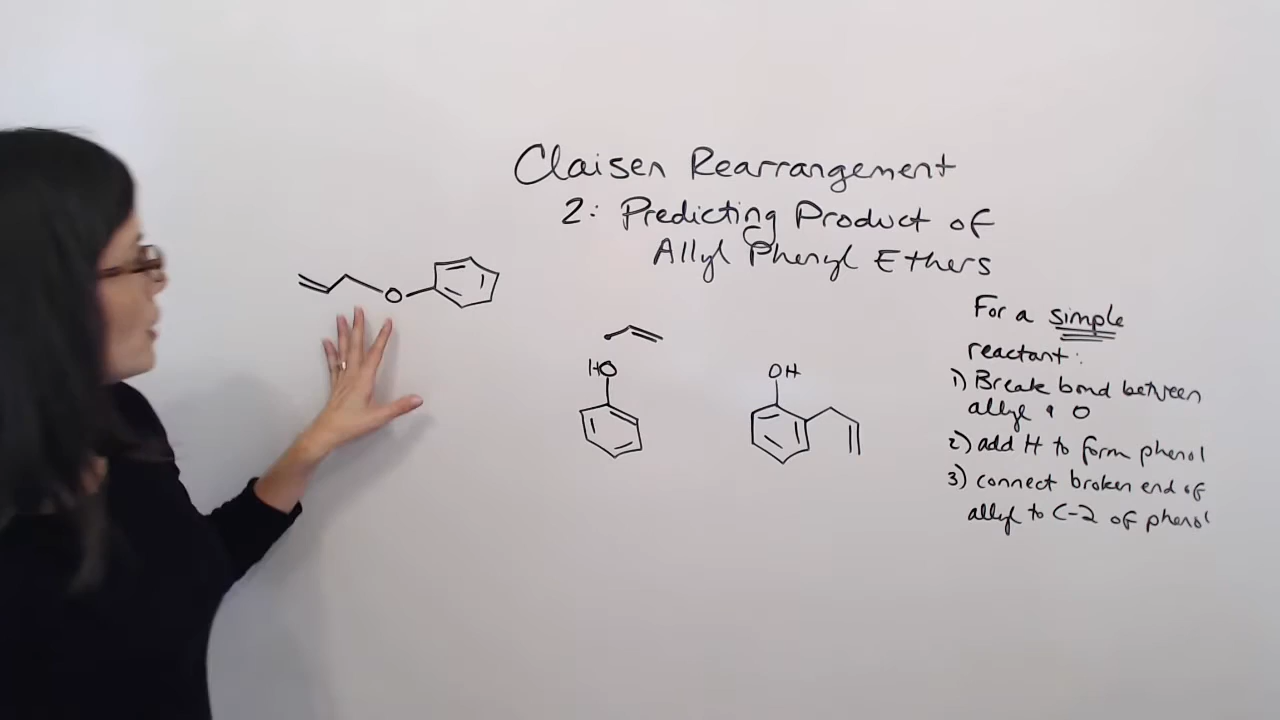 Claisen Rearrangement
2: Predicting Product of
Allyl Phenyl Ethers
O
HO
OH
For a simple
reactant:
1) Break bond between
allyl & O
2) add H to form phenol
3) connect broken end of
allyl to C-2 of phenol